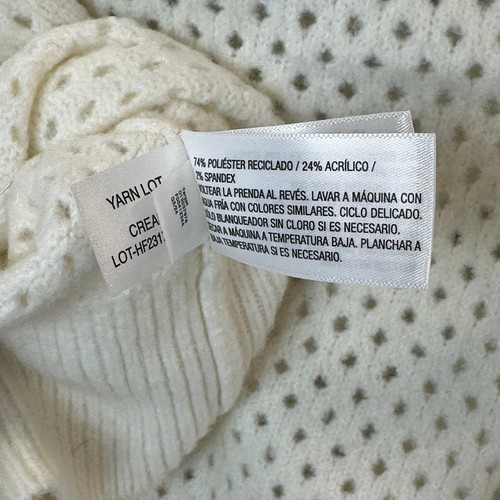 YARN LOT
CREA
LOT-HF231
74% POLIÉSTER RECICLADO / 24% ACRÍLICO /
2% SPANDEX
VOLTEAR LA PRENDA AL REVÉS. LAVAR A MÁQUINA CON
AGUA FRÍA CON COLORES SIMILARES. CICLO DELICADO.
SÓLO BLANQUEADOR SIN CLORO SI ES NECESARIO.
SECAR A MÁQUINA A TEMPERATURA BAJA. PLANCHAR A
BAJA TEMPERATURA SI ES NECESARIO.